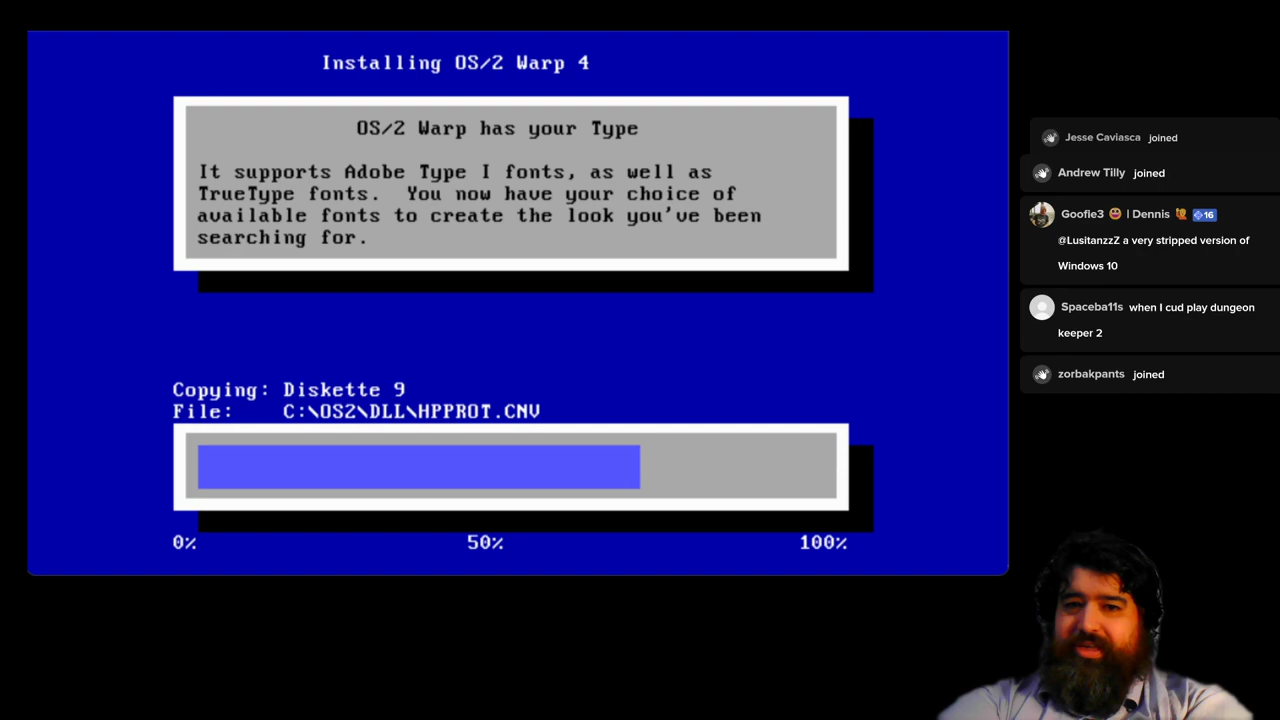 Installing OS/2 Warp 4
OS/2 Warp has your Type
It supports Adobe Type I fonts, as well as
TrueType fonts. You now have your choice of
available fonts to create the look you've been
searching for.
Copying: Diskette 9
File: C:\OS2\DLL\HPPROT.CNV
0% 50% 100%
Jesse Caviasca joined
Andrew Tilly joined
Goofie3 🤡 | Dennis 16
@LusitanzzZ a very stripped version of
Windows 10
Spaceba11s when I cud play dungeon
keeper 2
zorbakpants joined